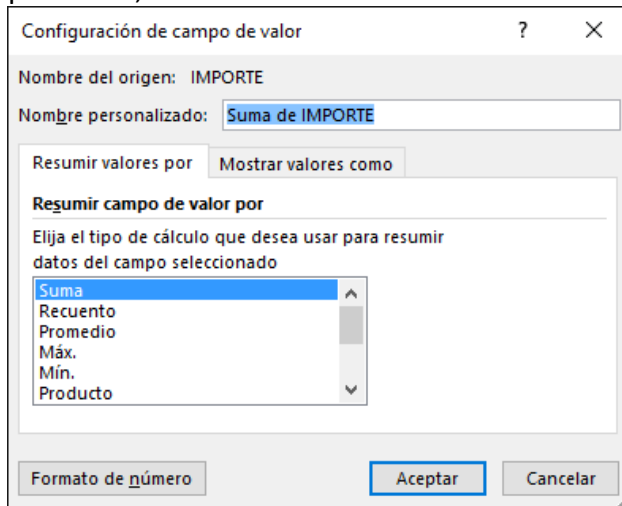 Configuración de campo de valor ? ×
Nombre del origen: IMPORTE
Nombre personalizado: Suma de IMPORTE
Resumir valores por Mostrar valores como
Resumir campo de valor por
Elija el tipo de cálculo que desea usar para resumir
datos del campo seleccionado
Suma
Recuento
Promedio
Máx.
Mín.
Producto
Formato de número Aceptar Cancelar